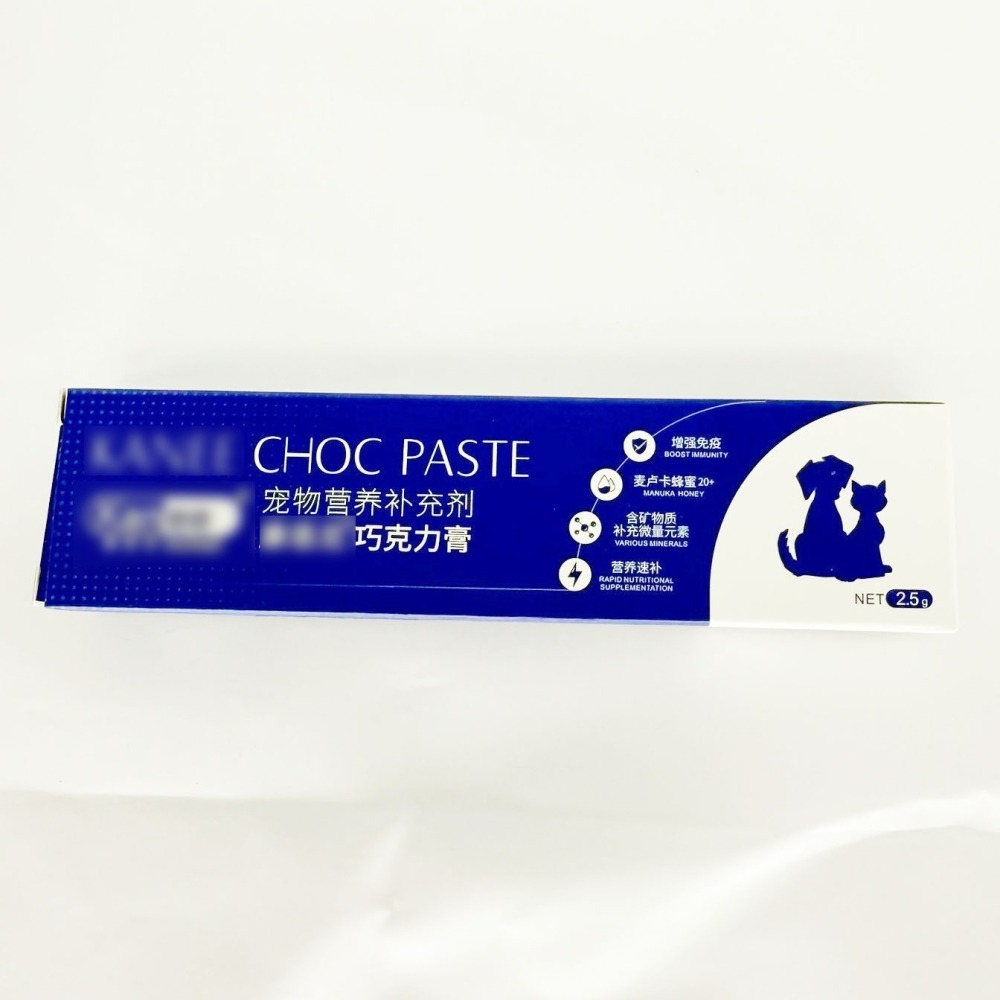 CHOC PASTE
宠物营养补充剂
巧克力膏
增强免疫
BOOST IMMUNITY
麦卢卡蜂蜜20+
MANUKA HONEY
含矿物质
补充微量元素
VARIOUS MINERALS
营养速补
RAPID NUTRITIONAL
SUPPLEMENTATION
NET 2.5g